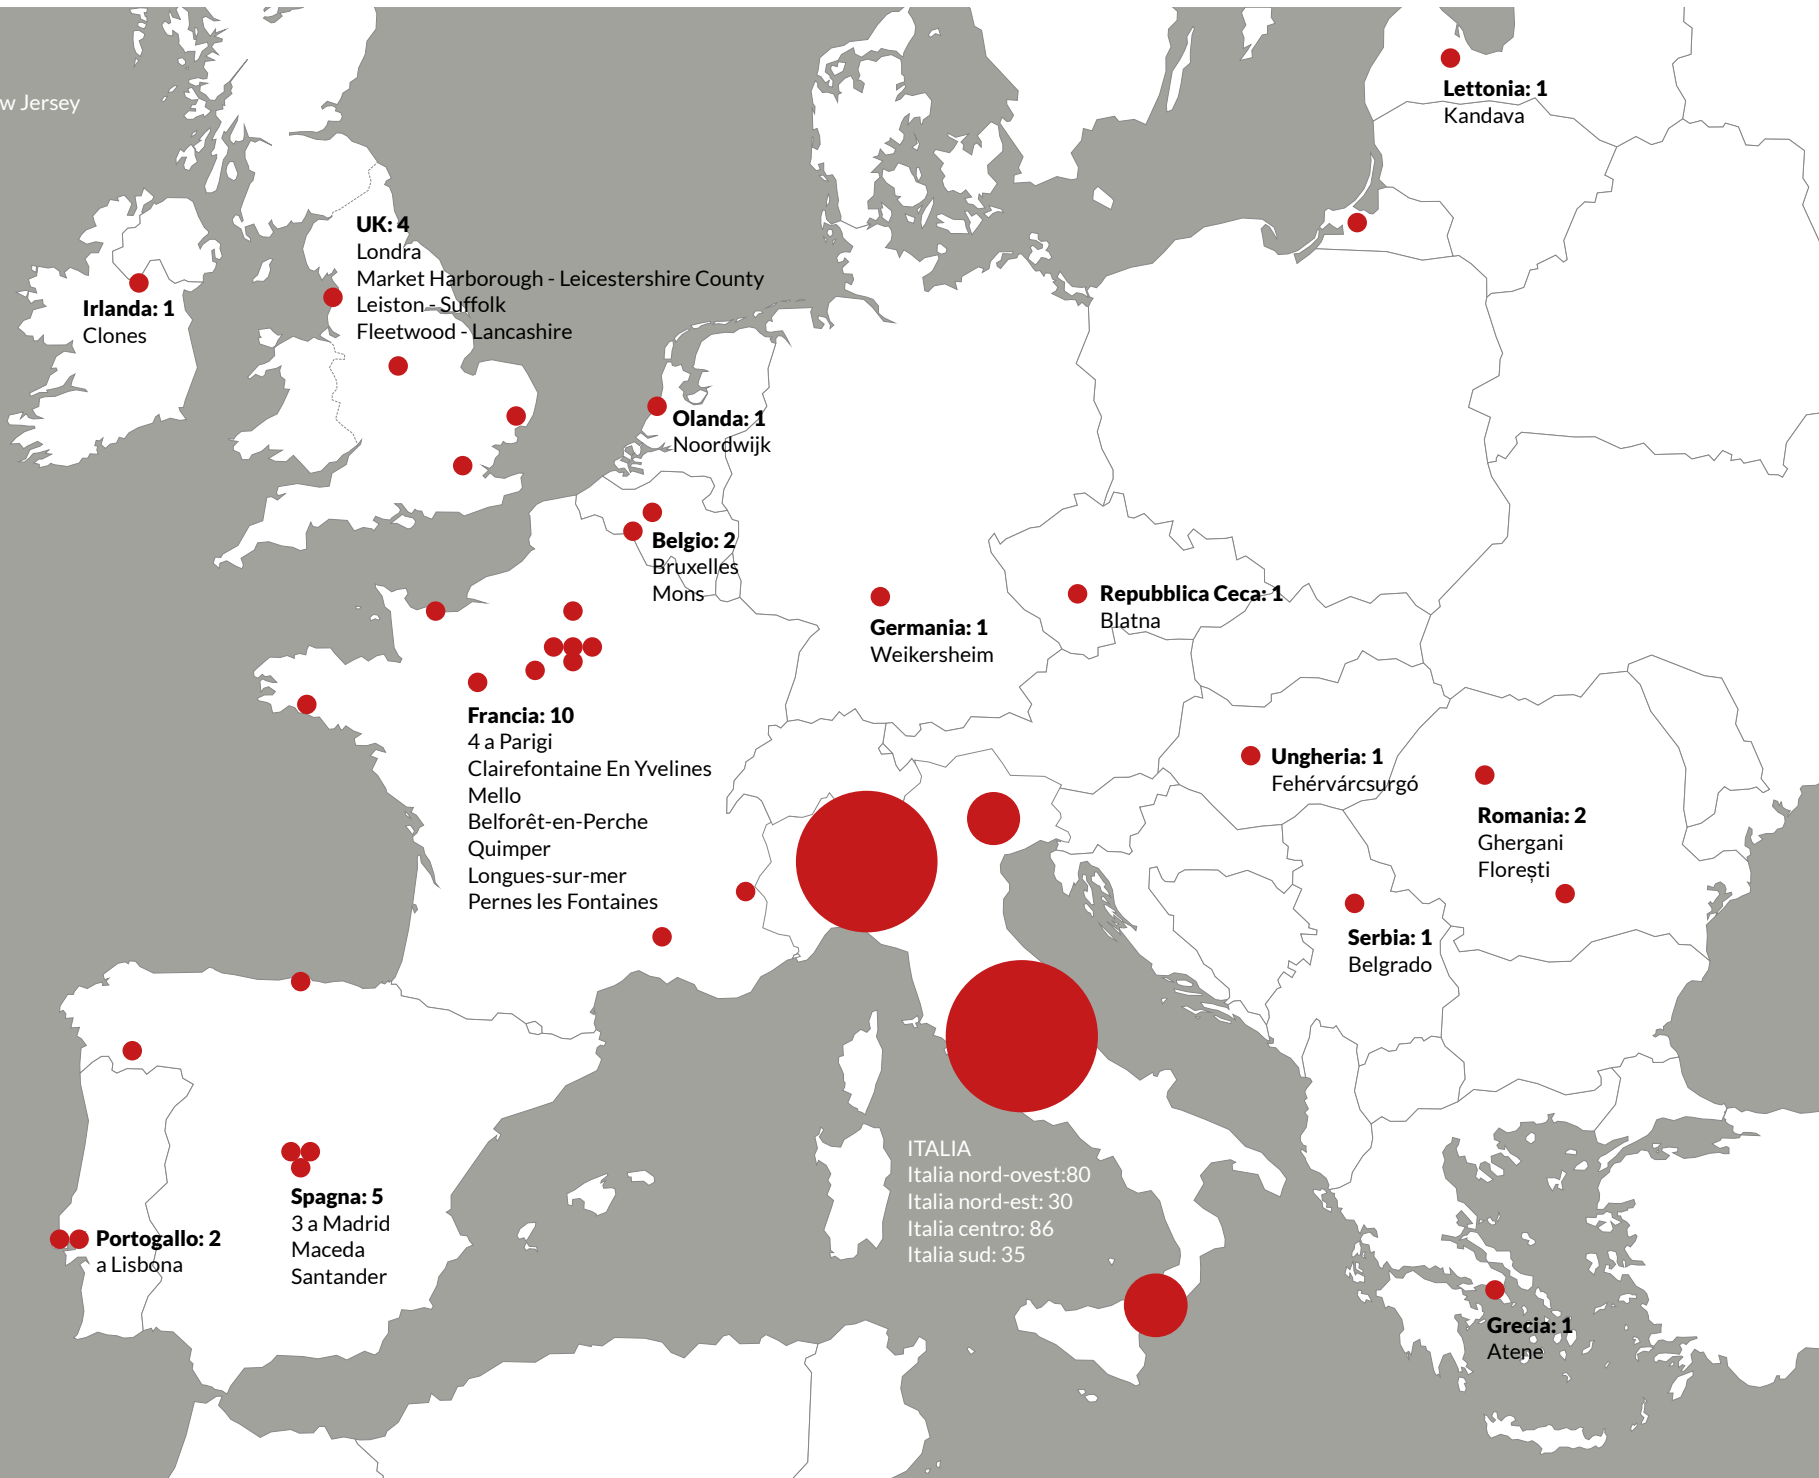 w Jersey
Lettonia: 1
Kandava
UK: 4
Londra
Market Harborough - Leicestershire County
Leiston - Suffolk
Fleetwood - Lancashire
Irlanda: 1
Clones
Olanda: 1
Noordwijk
Belgio: 2
Bruxelles
Mons
Repubblica Ceca: 1
Blatna
Germania: 1
Weikersheim
Francia: 10
4 a Parigi
Clairefontaine En Yvelines
Mello
Belforêt-en-Perche
Quimper
Longues-sur-mer
Pernes les Fontaines
Ungheria: 1
Fehérvárcsurgó
Romania: 2
Ghergani
Florești
Serbia: 1
Belgrado
ITALIA
Italia nord-ovest:80
Italia nord-est: 30
Italia centro: 86
Italia sud: 35
Spagna: 5
3 a Madrid
Maceda
Santander
Portogallo: 2
a Lisbona
Grecia: 1
Atene